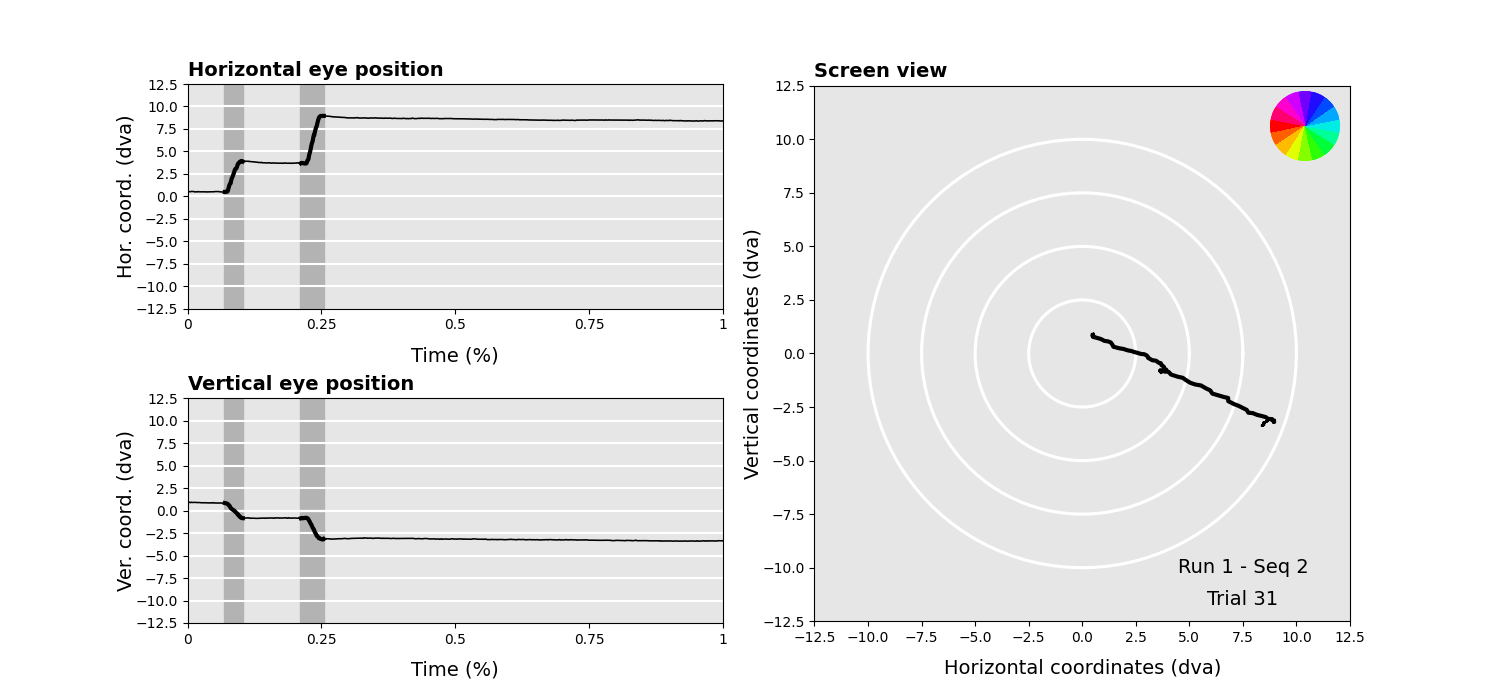 Horizontal eye position
Hor. coord. (dva)
12.5
10.0
7.5
5.0
2.5
0.0
−2.5
−5.0
−7.5
−10.0
−12.5
0 0.25 0.5 0.75 1
Time (%)
Vertical eye position
Ver. coord. (dva)
12.5
10.0
7.5
5.0
2.5
0.0
−2.5
−5.0
−7.5
−10.0
−12.5
0 0.25 0.5 0.75 1
Time (%)
Screen view
Vertical coordinates (dva)
12.5
10.0
7.5
5.0
2.5
0.0
−2.5
−5.0
−7.5
−10.0
−12.5
Run 1 - Seq 2
Trial 31
−12.5 −10.0 −7.5 −5.0 −2.5 0.0 2.5 5.0 7.5 10.0 12.5
Horizontal coordinates (dva)